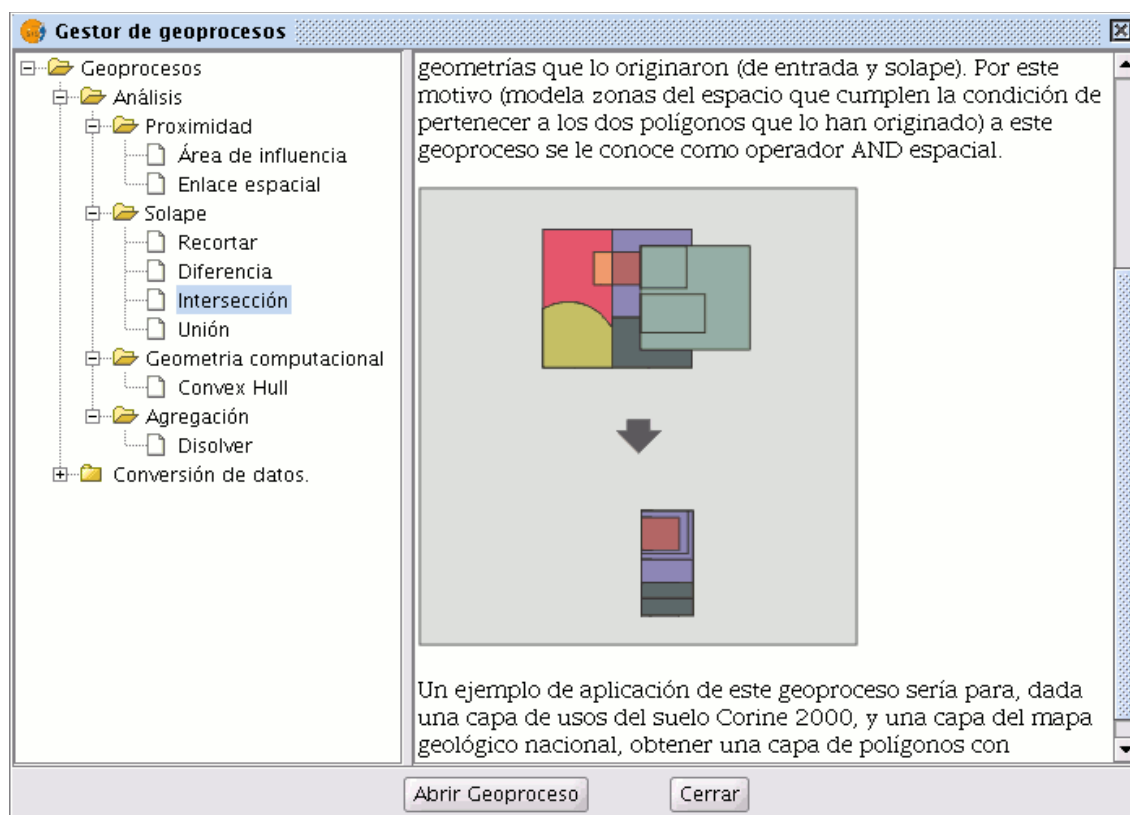 Gestor de geoprocesos
Geoprocesos
Análisis
Proximidad
Área de influencia
Enlace espacial
Solape
Recortar
Diferencia
Intersección
Unión
Geometria computacional
Convex Hull
Agregación
Disolver
Conversión de datos.
geometrías que lo originaron (de entrada y solape). Por este
motivo (modela zonas del espacio que cumplen la condición de
pertenecer a los dos polígonos que lo han originado) a este
geoproceso se le conoce como operador AND espacial.
Un ejemplo de aplicación de este geoproceso sería para, dada
una capa de usos del suelo Corine 2000, y una capa del mapa
geológico nacional, obtener una capa de polígonos con
Abrir Geoproceso
Cerrar